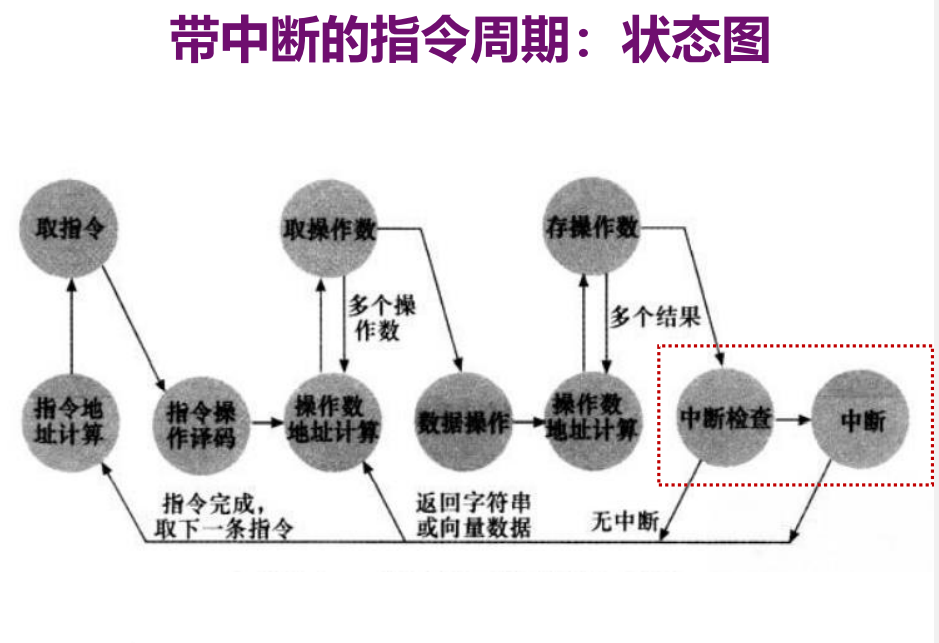 带中断的指令周期：状态图
取指令
取操作数
存操作数
多个操
作数
多个结果
指令地
址计算
指令操
作译码
操作数
地址计算
数据操作
操作数
地址计算
中断检查
中断
指令完成，
取下一条指令
返回字符串
或向量数据
无中断